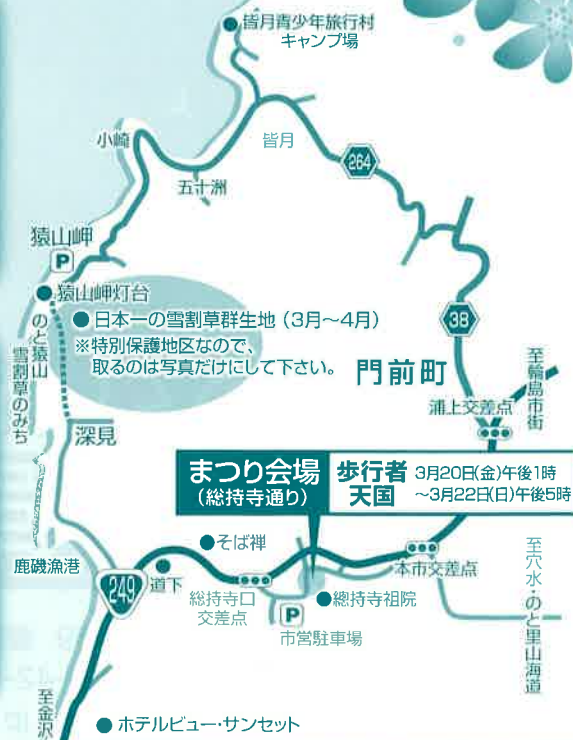 皆月青少年旅行村
キャンプ場
小崎
皆月
264
五十洲
猿山岬
P
猿山岬灯台
日本一の雪割草群生地（3月～4月）
※特別保護地区なので、
取るのは写真だけにして下さい。
のと猿山
雪割草のみち
38
門前町
至輪島市街
浦上交差点
深見
まつり会場
（総持寺通り）
歩行者
天国
3月20日(金)午後1時
～3月22日(日)午後5時
そば禅
鹿磯漁港
249
道下
総持寺口
交差点
本市交差点
至穴水・のと里山海道
總持寺祖院
P
市営駐車場
至金沢
ホテルビュー・サンセット